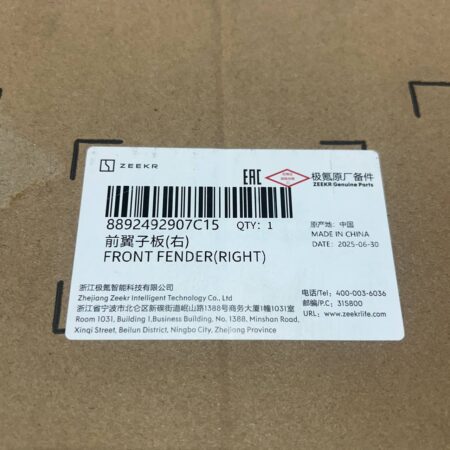 ZEEKR
EAC
极氪原厂备件
ZEEKR Genuine Parts
8892492907C15 QTY: 1
前翼子板(右)
FRONT FENDER(RIGHT)
原产地: 中国
MADE IN CHINA
DATE: 2025-06-30
浙江极氪智能科技有限公司
Zhejiang Zeekr Intelligent Technology Co., Ltd
浙江省宁波市北仑区新碶街道岷山路1388号商务大厦1幢1031室
Room 1031, Building 1,Business Building, No. 1388, Minshan Road,
Xinqi Street, Beilun District, Ningbo City, Zhejiang Province
电话/Tel: 400-003-6036
邮编/P.C: 315800
URL: www.zeekrlife.com